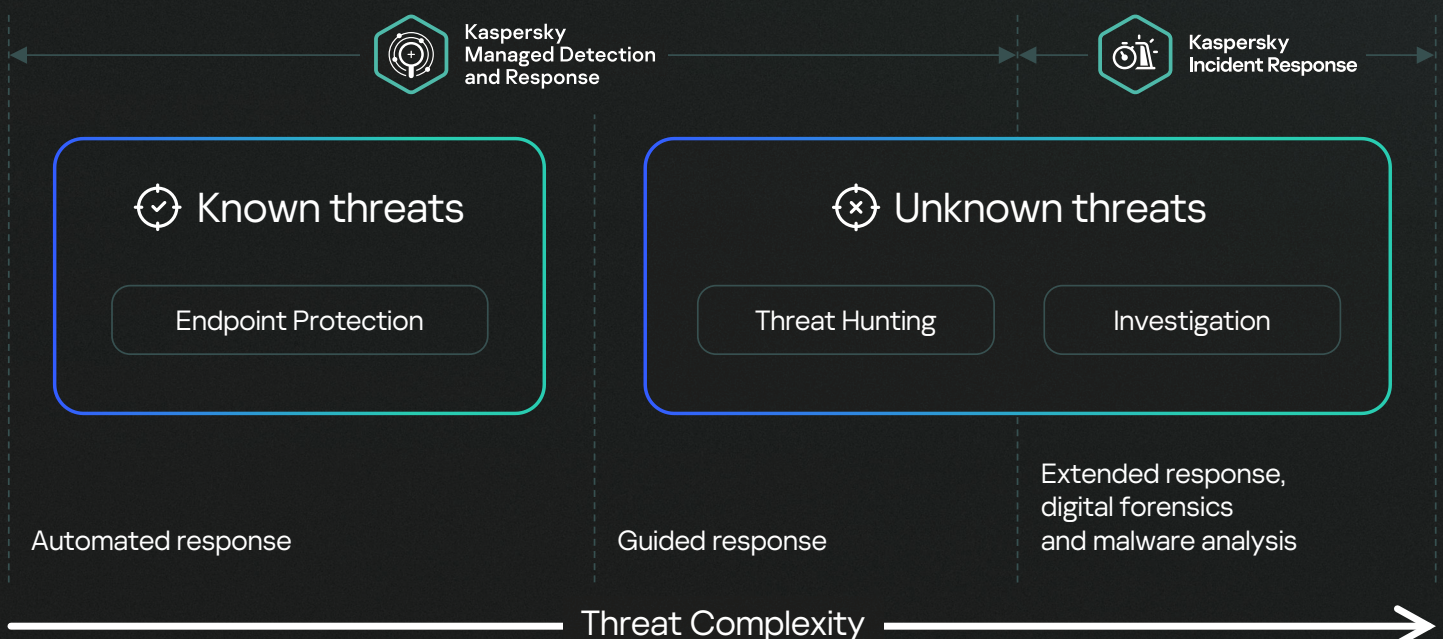 Kaspersky
Managed Detection
and Response
Kaspersky
Incident Response
Known threats
Unknown threats
Endpoint Protection
Threat Hunting
Investigation
Automated response
Guided response
Extended response,
digital forensics
and malware analysis
Threat Complexity